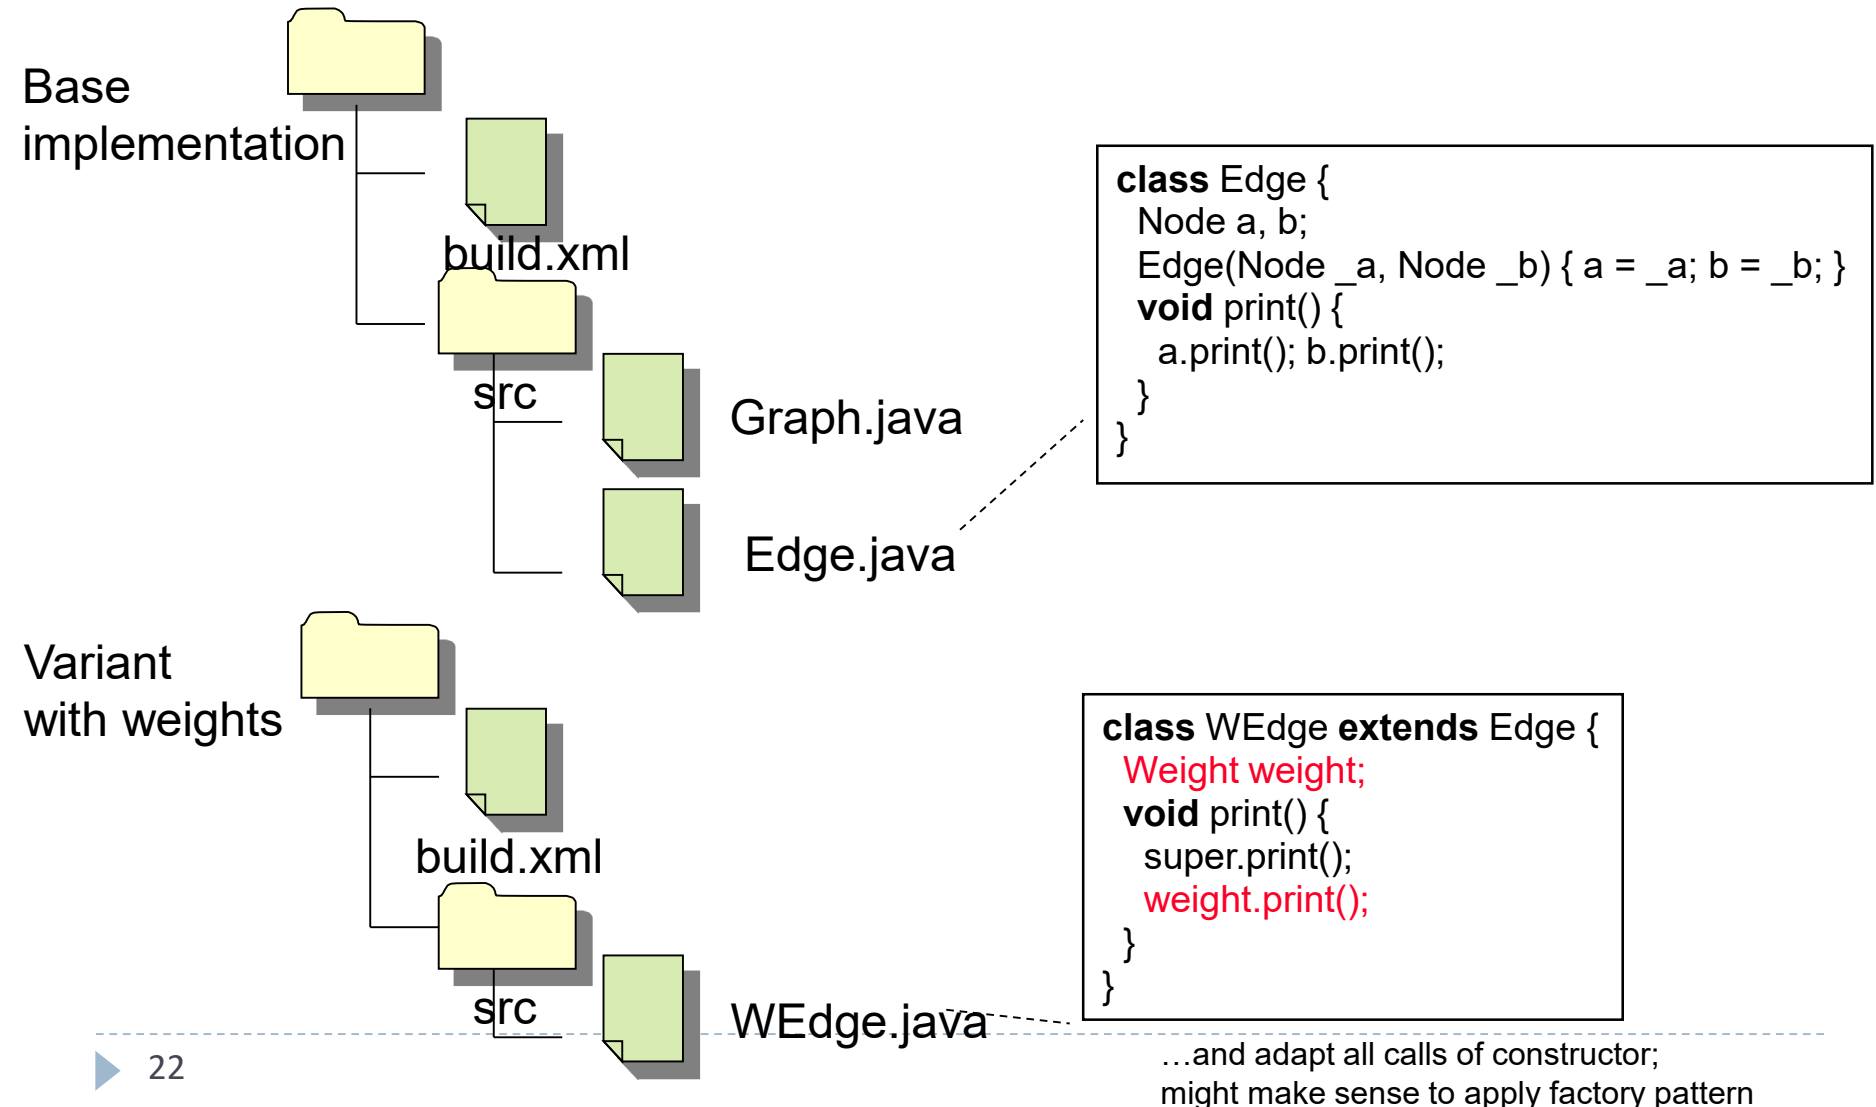 Base
implementation
build.xml
src
Graph.java
Edge.java
class Edge {
Node a, b;
Edge(Node _a, Node _b) { a = _a; b = _b; }
void print() {
a.print(); b.print();
}
}
Variant
with weights
build.xml
src
WEdge.java
class WEdge extends Edge {
Weight weight;
void print() {
super.print();
weight.print();
}
}
…and adapt all calls of constructor;
might make sense to apply factory pattern
22